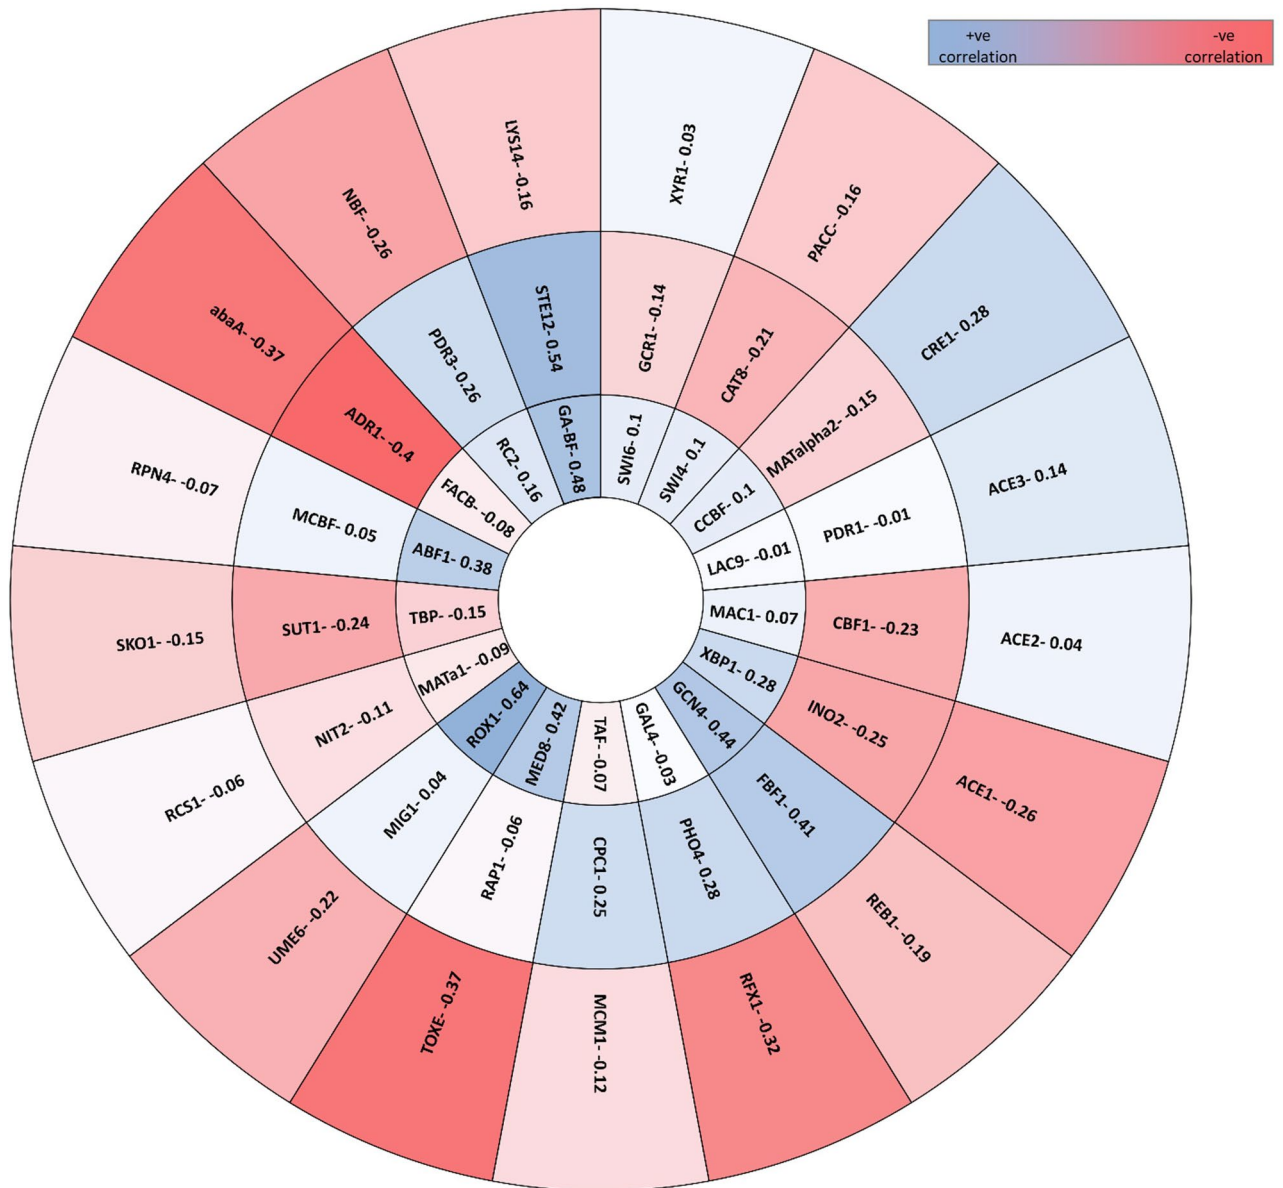 +ve
correlation
-ve
correlation
XYR1- 0.03
PACC- -0.16
CRE1- 0.28
ACE3- 0.14
ACE2- 0.04
ACE1- -0.26
REB1- -0.19
RFX1- -0.32
MCM1- -0.12
TOXE- -0.37
UME6- -0.22
RCS1- -0.06
SKO1- -0.15
RPN4- -0.07
abaA- -0.37
NBF- -0.26
LYS14- -0.16
GCR1- -0.14
CAT8- -0.21
MATalpha2- -0.15
PDR1- -0.01
CBF1- -0.23
INO2- -0.25
FBF1- 0.41
PHO4- 0.28
CPC1- 0.25
RAP1- -0.06
MIG1- 0.04
NIT2- -0.11
SUT1- -0.24
MCBF- 0.05
ADR1- -0.4
PDR3- 0.26
STE12- 0.54
SWI6- 0.1
SWI4- 0.1
CCBF- 0.1
LAC9- -0.01
MAC1- 0.07
XBP1- 0.28
GCN4- 0.44
GAL4- -0.03
TAF- -0.07
MED8- 0.42
ROX1- 0.64
MATa1- -0.09
TBP- -0.15
ABF1- 0.38
FACB- -0.08
RC2- 0.16
GA-BF- 0.48